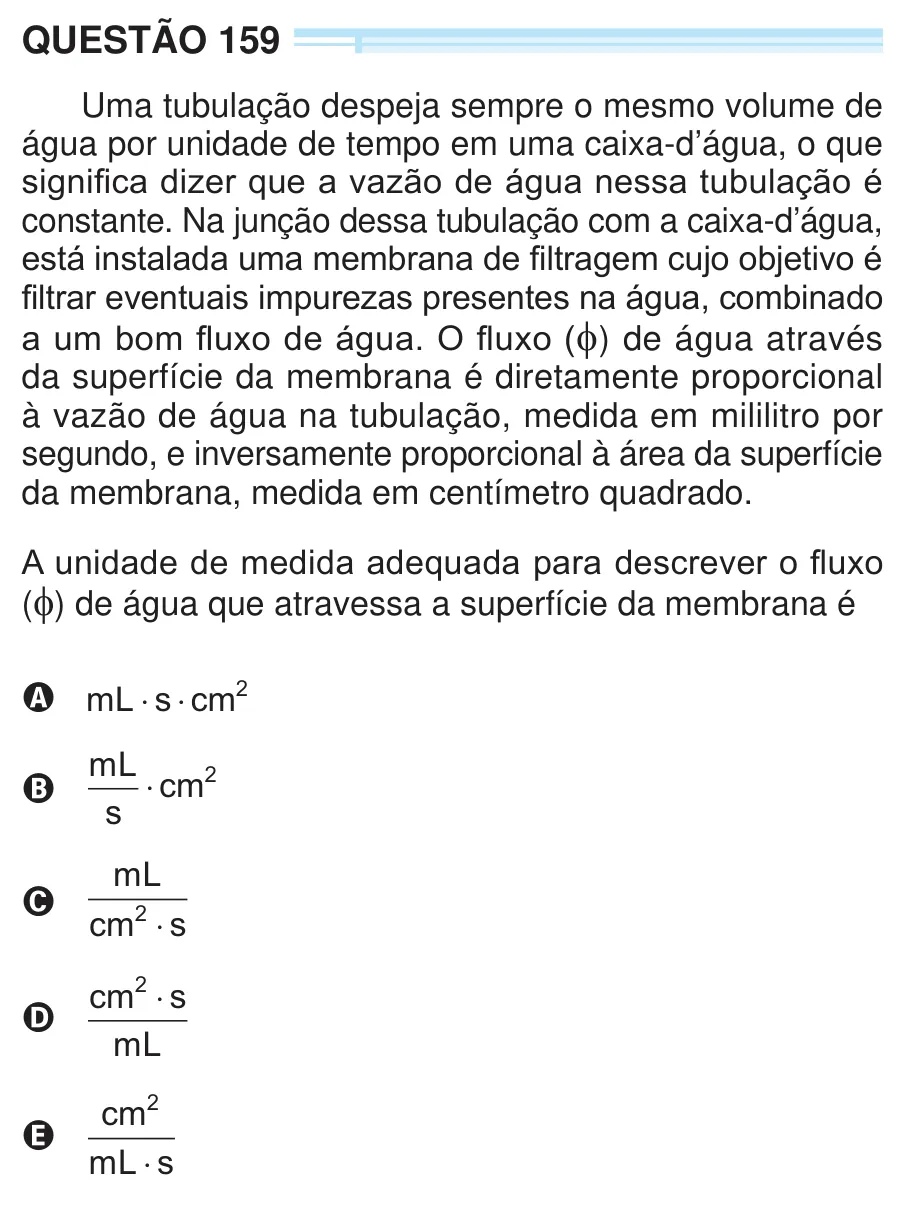 QUESTÃO 159
Uma tubulação despeja sempre o mesmo volume de
água por unidade de tempo em uma caixa-d’água, o que
significa dizer que a vazão de água nessa tubulação é
constante. Na junção dessa tubulação com a caixa-d’água,
está instalada uma membrana de filtragem cujo objetivo é
filtrar eventuais impurezas presentes na água, combinado
a um bom fluxo de água. O fluxo (ϕ) de água através
da superfície da membrana é diretamente proporcional
à vazão de água na tubulação, medida em mililitro por
segundo, e inversamente proporcional à área da superfície
da membrana, medida em centímetro quadrado.
A unidade de medida adequada para descrever o fluxo
(ϕ) de água que atravessa a superfície da membrana é
A mL · s · cm²
B mL/s · cm²
C mL/(cm² · s)
D (cm² · s)/mL
E cm²/(mL · s)